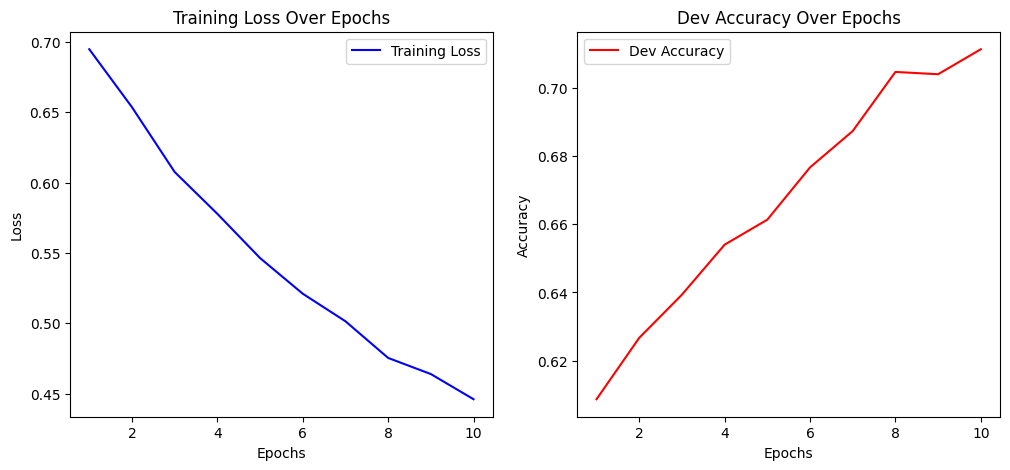 Training Loss Over Epochs
Training Loss
0.70
0.65
0.60
0.55
0.50
0.45
Loss
2 4 6 8 10
Epochs
Dev Accuracy Over Epochs
Dev Accuracy
0.70
0.68
0.66
0.64
0.62
Accuracy
2 4 6 8 10
Epochs